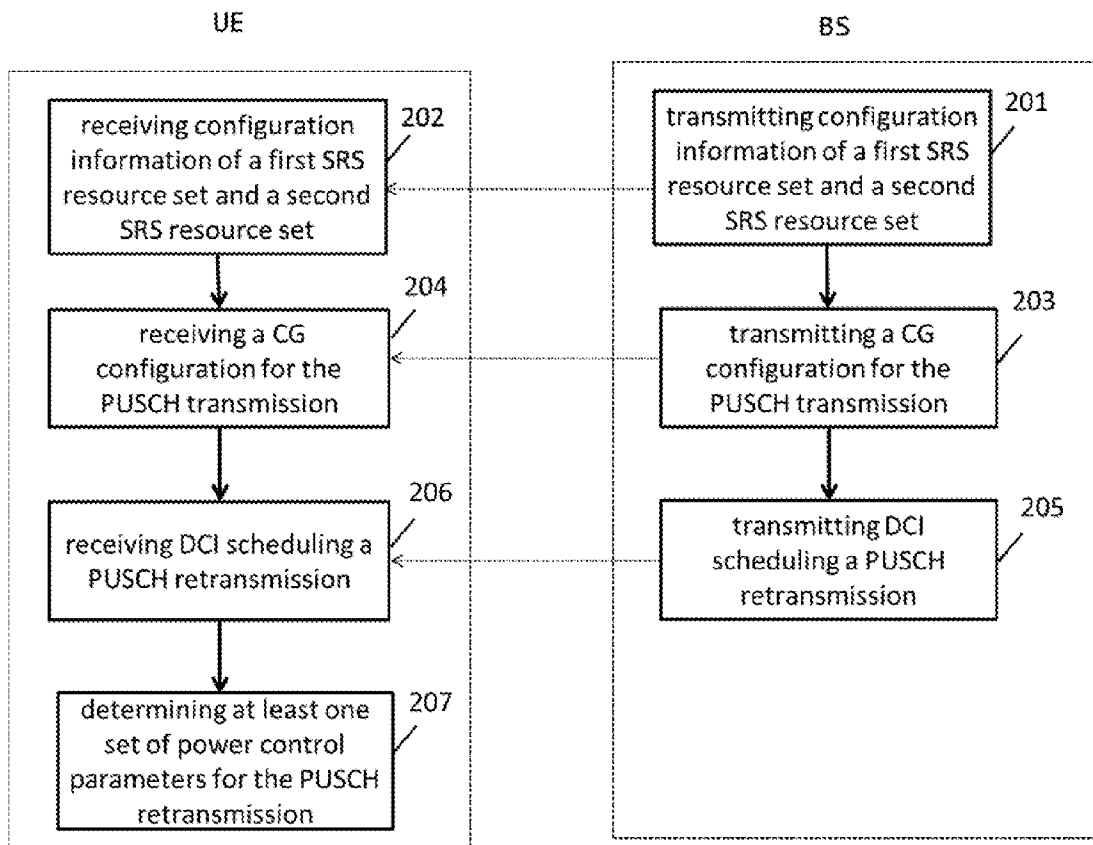 UE
202
receiving configuration
information of a first SRS
resource set and a second
SRS resource set
204
receiving a CG
configuration for the
PUSCH transmission
206
receiving DCI scheduling a
PUSCH retransmission
207
determining at least one
set of power control
parameters for the PUSCH
retransmission
BS
201
transmitting configuration
information of a first SRS
resource set and a second
SRS resource set
203
transmitting a CG
configuration for the
PUSCH transmission
205
transmitting DCI
scheduling a PUSCH
retransmission